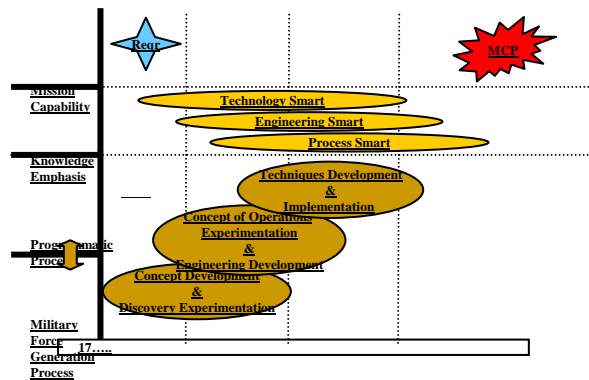 Reqr
MCP
Mission
Capability
Technology Smart
Engineering Smart
Process Smart
Knowledge
Emphasis
Techniques Development
&
Implementation
Concept of Operations
Experimentation
&
Engineering Development
Programmatic
Process
Concept Development
&
Discovery Experimentation
Military
Force
Generation
Process
17…..